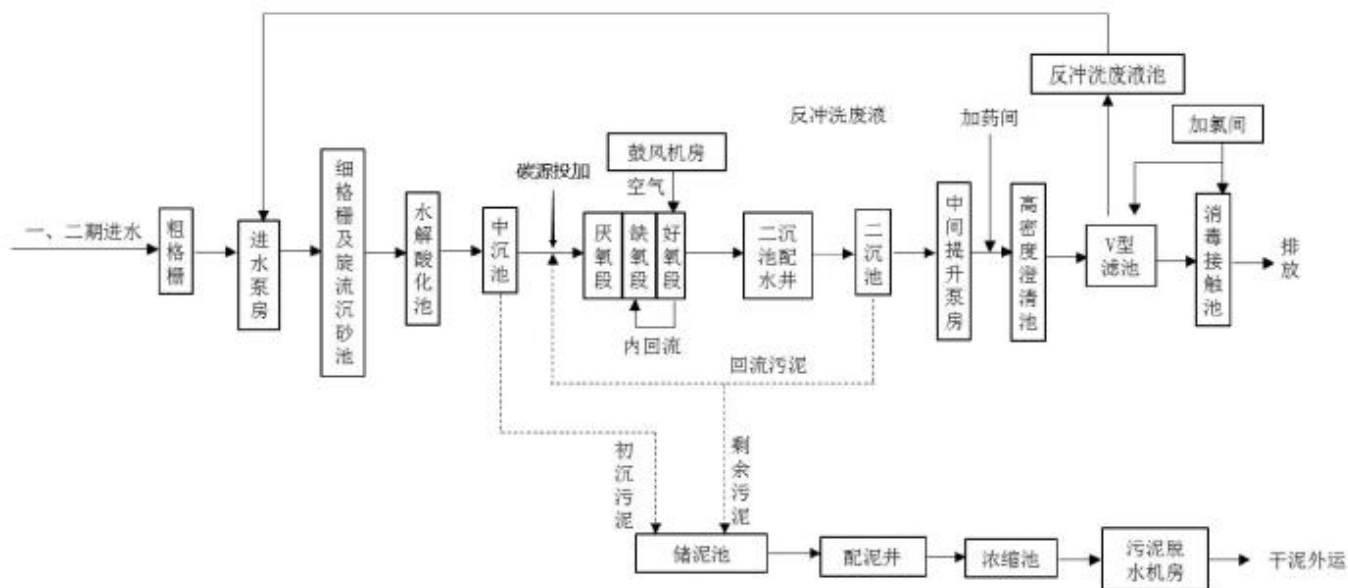 反冲洗废液池
反冲洗废液
加药间
加氯间
鼓风机房
碳源投加
空气
一、二期进水
粗格栅
进水泵房
细格栅及旋流沉砂池
水解酸化池
中沉池
厌氧段
缺氧段
好氧段
二沉池配水井
二沉池
中间提升泵房
高密度澄清池
V型滤池
消毒接触池
排放
内回流
回流污泥
初沉污泥
剩余污泥
储泥池
配泥井
浓缩池
污泥脱水机房
干泥外运